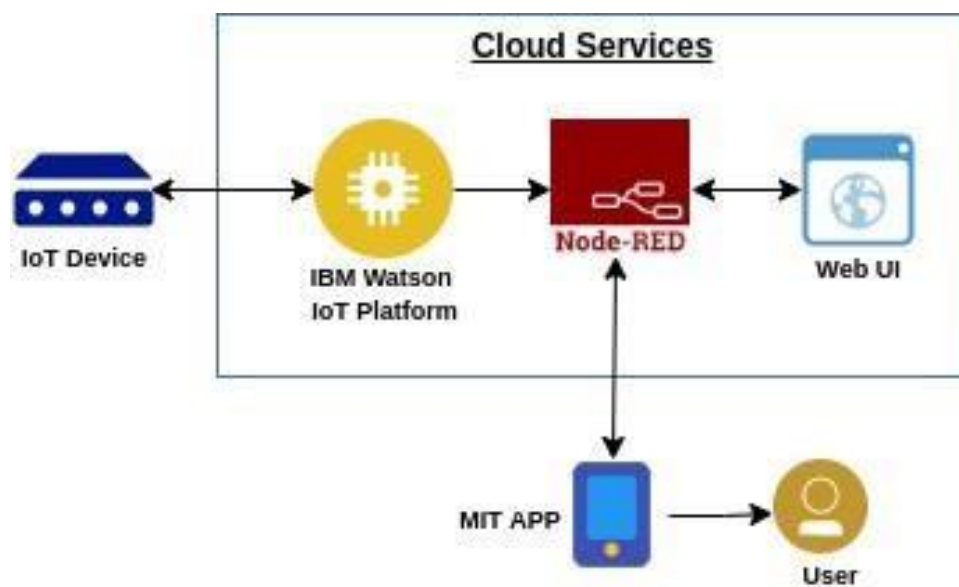 Cloud Services
IoT Device
IBM Watson
IoT Platform
Node-RED
Web UI
MIT APP
User